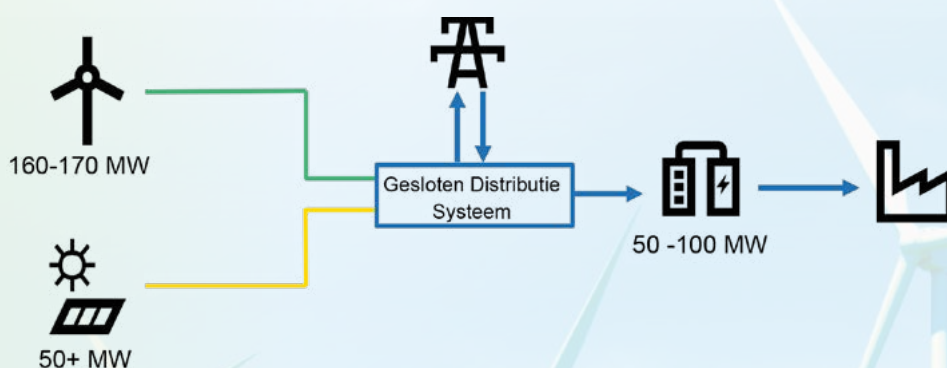 160-170 MW
Gesloten Distributie
Systeem
50 -100 MW
50+ MW